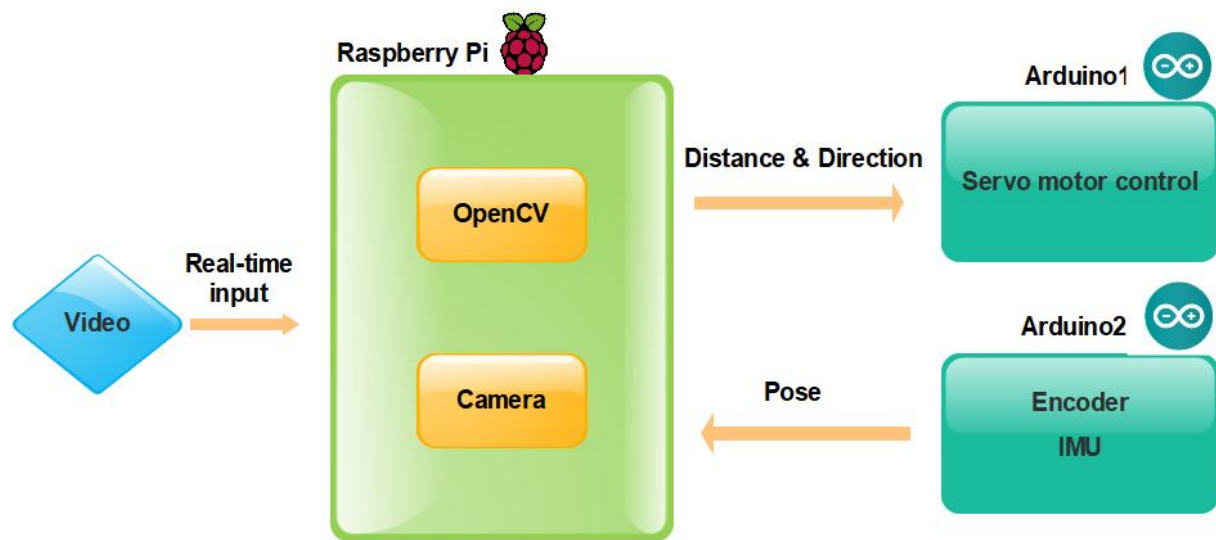 Raspberry Pi
Arduino1
Distance & Direction
Servo motor control
OpenCV
Real-time
input
Video
Arduino2
Camera
Pose
Encoder
IMU